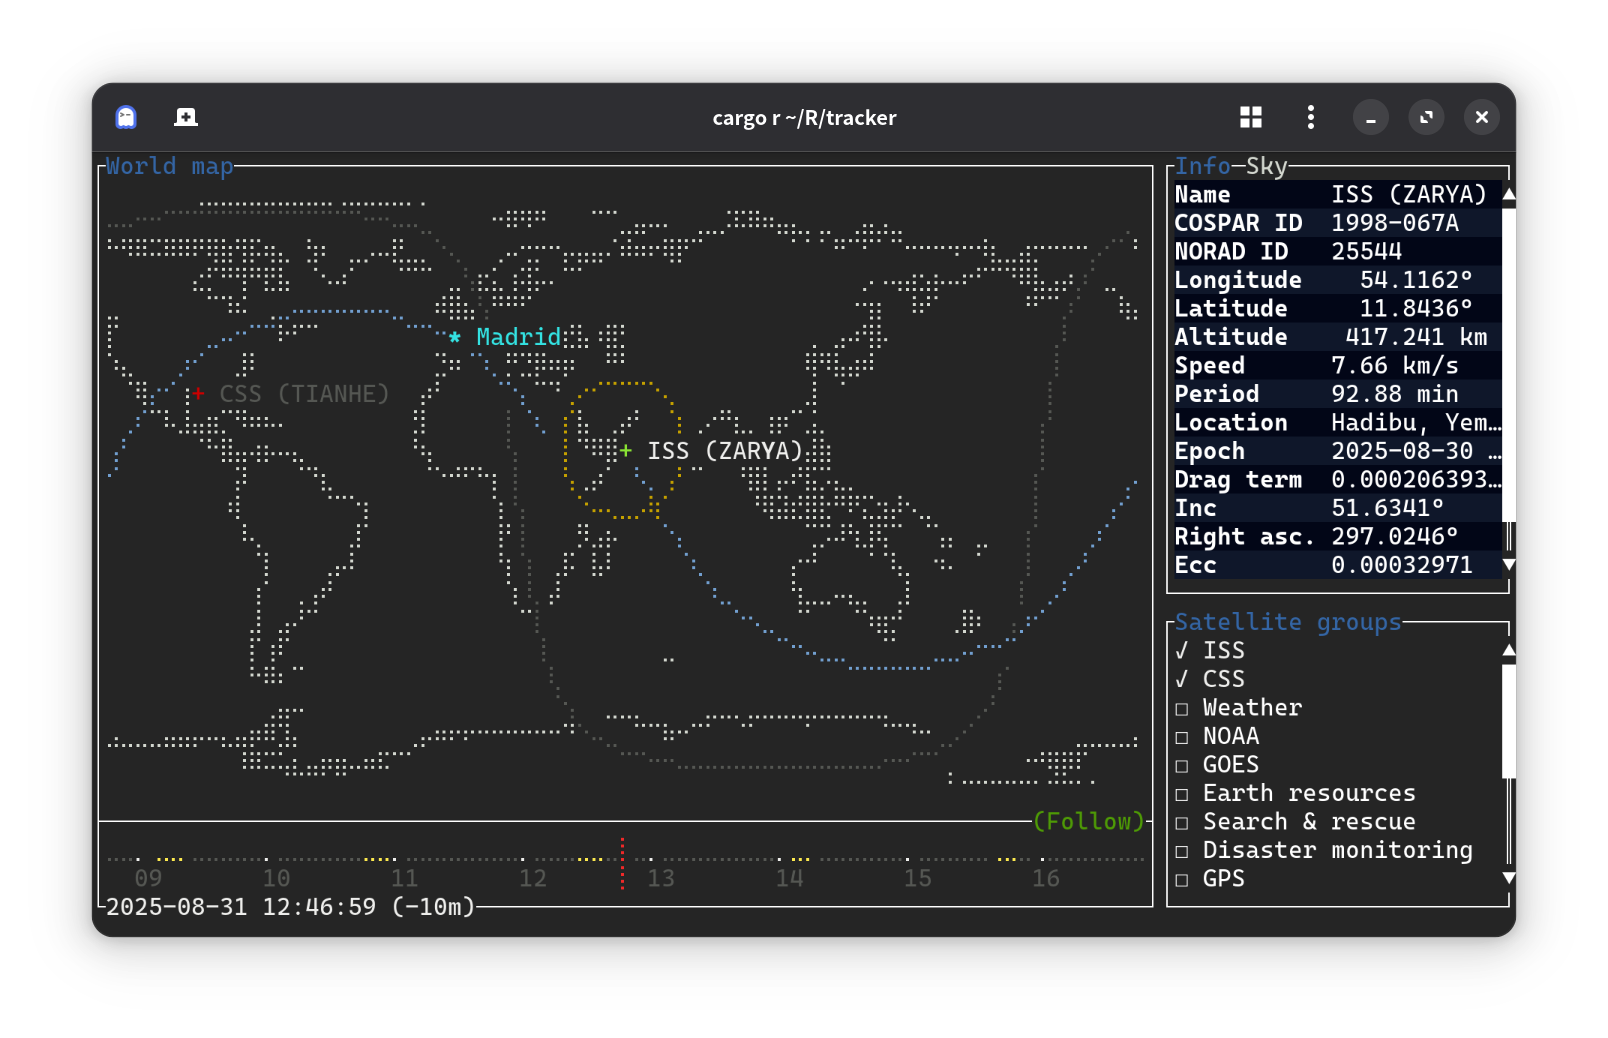 cargo r ~/R/tracker
World map
Madrid
CSS (TIANHE)
ISS (ZARYA)
(Follow)
09 10 11 12 13 14 15 16
2025-08-31 12:46:59 (-10m)
Info Sky
Name ISS (ZARYA)
COSPAR ID 1998-067A
NORAD ID 25544
Longitude 54.1162°
Latitude 11.8436°
Altitude 417.241 km
Speed 7.66 km/s
Period 92.88 min
Location Hadibu, Yem…
Epoch 2025-08-30 …
Drag term 0.000206393…
Inc 51.6341°
Right asc. 297.0246°
Ecc 0.00032971
Satellite groups
√ ISS
√ CSS
□ Weather
□ NOAA
□ GOES
□ Earth resources
□ Search & rescue
□ Disaster monitoring
□ GPS